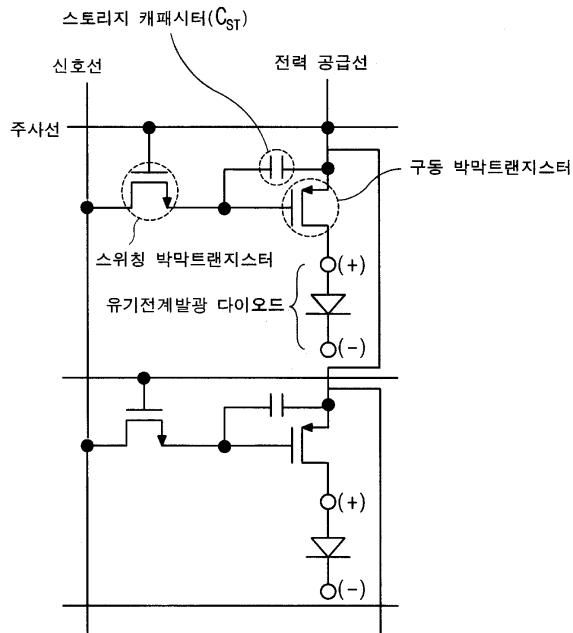 스토리지 캐패시터(C_ST)
신호선
전력 공급선
주사선
구동 박막트랜지스터
스위칭 박막트랜지스터
(+)
유기전계발광 다이오드
(-)
(+)
(-)